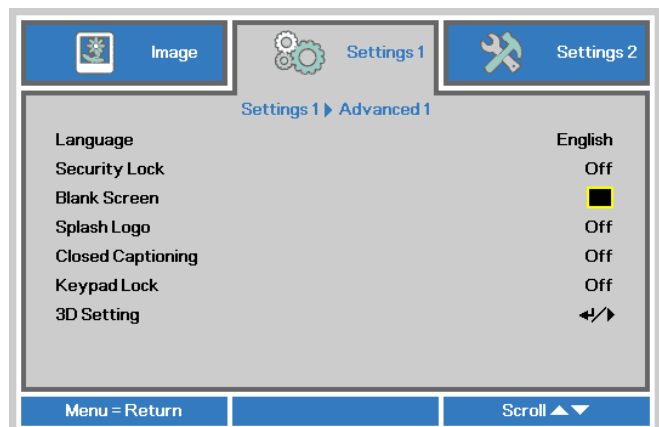 Image
Settings 1
Settings 2
Settings 1 Advanced 1
Language English
Security Lock Off
Blank Screen
Splash Logo Off
Closed Captioning Off
Keypad Lock Off
3D Setting ↵/▶
Menu = Return Scroll ▲▼